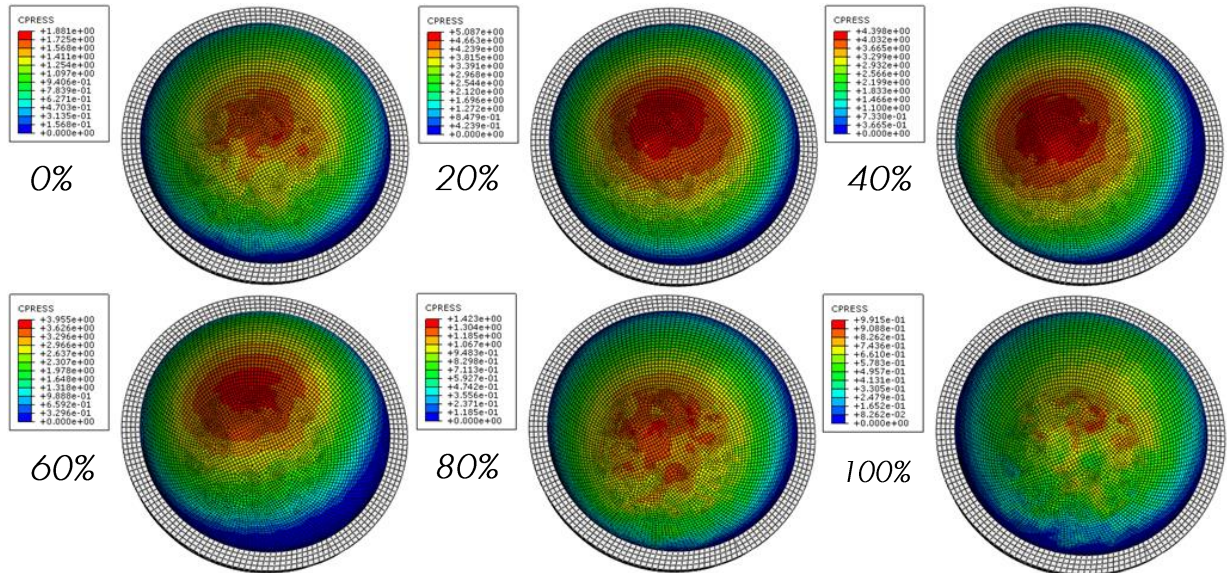 CPRESS
+1.881e+00
+1.725e+00
+1.568e+00
+1.411e+00
+1.254e+00
+1.097e+00
+9.406e-01
+7.839e-01
+6.271e-01
+4.703e-01
+3.135e-01
+1.568e-01
+0.000e+00
0%
CPRESS
+5.087e+00
+4.663e+00
+4.239e+00
+3.815e+00
+3.391e+00
+2.968e+00
+2.544e+00
+2.120e+00
+1.696e+00
+1.272e+00
+8.479e-01
+4.239e-01
+0.000e+00
20%
CPRESS
+4.398e+00
+4.032e+00
+3.665e+00
+3.299e+00
+2.932e+00
+2.566e+00
+2.199e+00
+1.833e+00
+1.466e+00
+1.100e+00
+7.330e-01
+3.665e-01
+0.000e+00
40%
CPRESS
+3.955e+00
+3.626e+00
+3.296e+00
+2.966e+00
+2.637e+00
+2.307e+00
+1.978e+00
+1.648e+00
+1.318e+00
+9.888e-01
+6.592e-01
+3.296e-01
+0.000e+00
60%
CPRESS
+1.423e+00
+1.304e+00
+1.185e+00
+1.067e+00
+9.483e-01
+8.298e-01
+7.113e-01
+5.927e-01
+4.742e-01
+3.556e-01
+2.371e-01
+1.185e-01
+0.000e+00
80%
CPRESS
+9.915e-01
+9.088e-01
+8.262e-01
+7.436e-01
+6.610e-01
+5.783e-01
+4.957e-01
+4.131e-01
+3.305e-01
+2.479e-01
+1.652e-01
+8.262e-02
+0.000e+00
100%